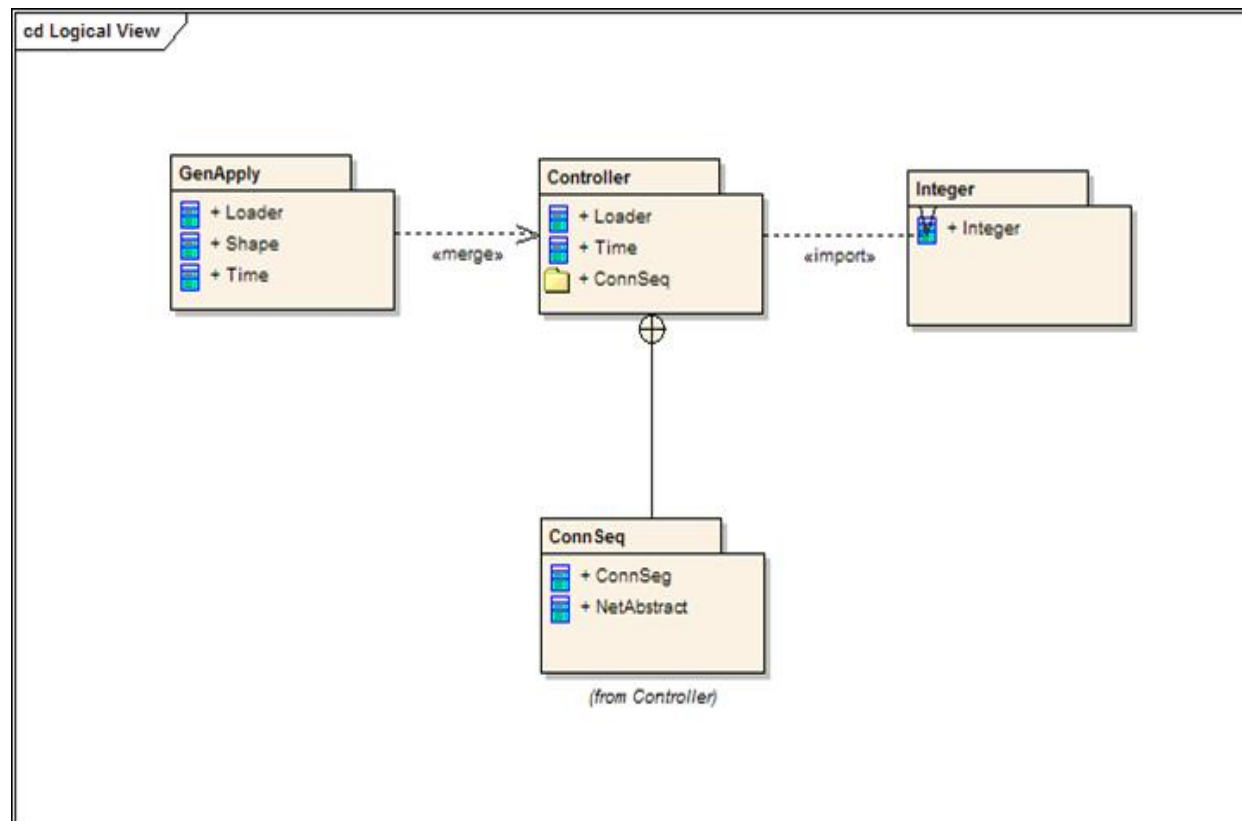 cd Logical View
GenApply
+ Loader
+ Shape
+ Time
«merge»
Controller
+ Loader
+ Time
+ ConnSeq
«import»
Integer
+ Integer
ConnSeq
+ ConnSeg
+ NetAbstract
(from Controller)